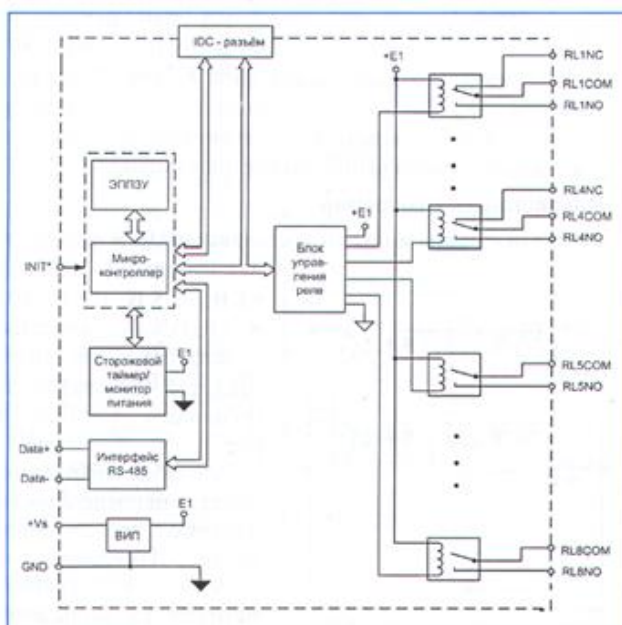 IDC - разъём
+E1
RL1NC
RL1COM
RL1NO
ЭППЗУ
RL4NC
RL4COM
RL4NO
+E1
INIT*
Микро-
контроллер
Блок
управ-
ления
реле
Сторожевой
таймер/
монитор
питания
E1
RL5COM
RL5NO
Data+
Data-
Интерфейс
RS-485
+Vs
GND
ВИП
E1
RL8COM
RL8NO